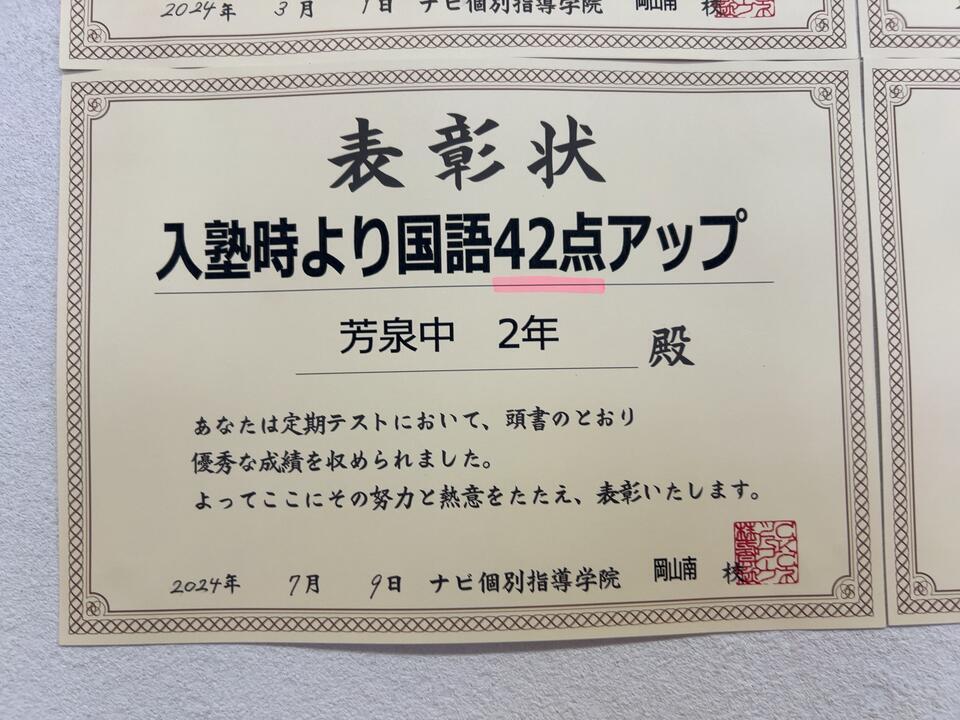 2024年 3月 1日 ナビ個別指導学院 岡山南 校
表彰状
入塾時より国語42点アップ
芳泉中 2年 殿
あなたは定期テストにおいて、頭書のとおり
優秀な成績を収められました。
よってここにその努力と熱意をたたえ、表彰いたします。
2024年 7月 9日 ナビ個別指導学院 岡山南 校